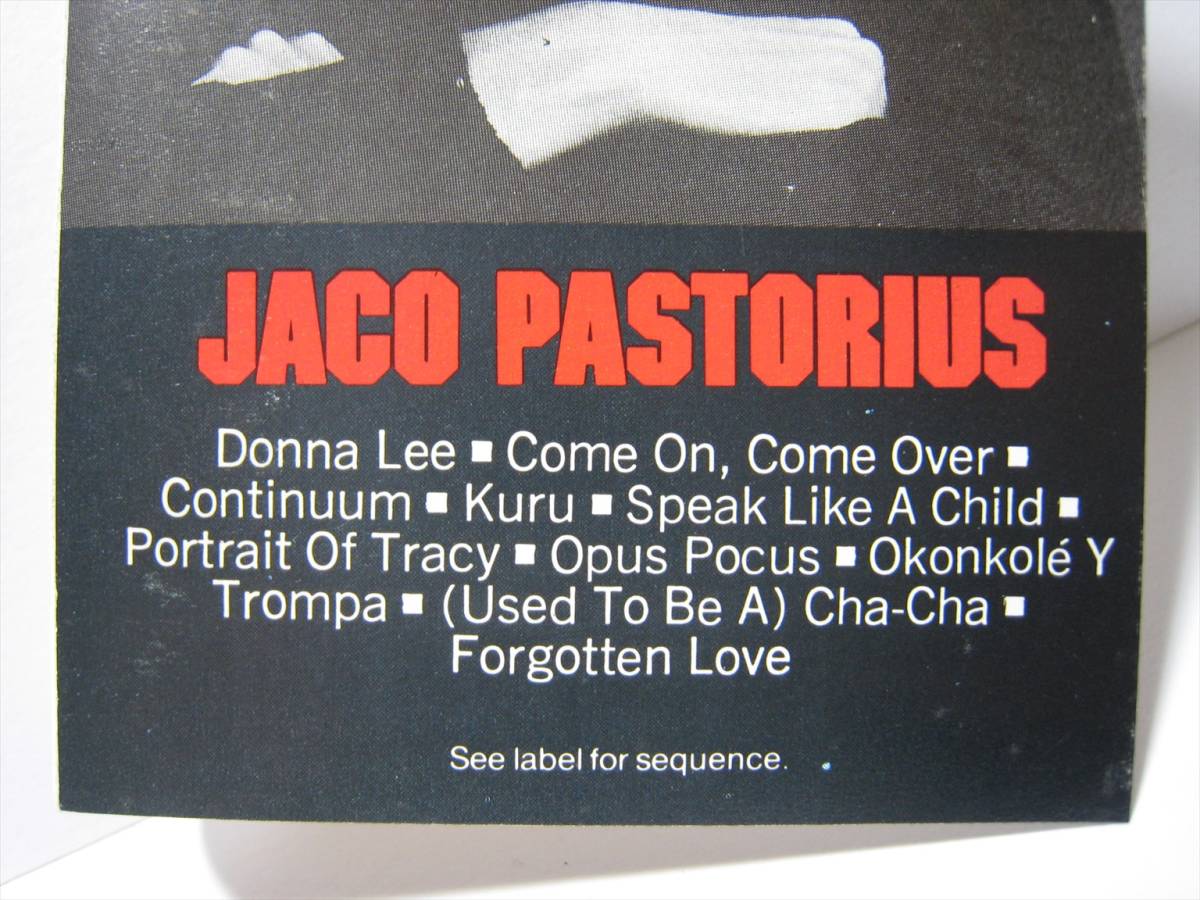 JACO PASTORIUS
Donna Lee ■ Come On, Come Over ■
Continuum ■ Kuru ■ Speak Like A Child ■
Portrait Of Tracy ■ Opus Pocus ■ Okonkolé Y
Trompa ■ (Used To Be A) Cha-Cha ■
Forgotten Love
See label for sequence.